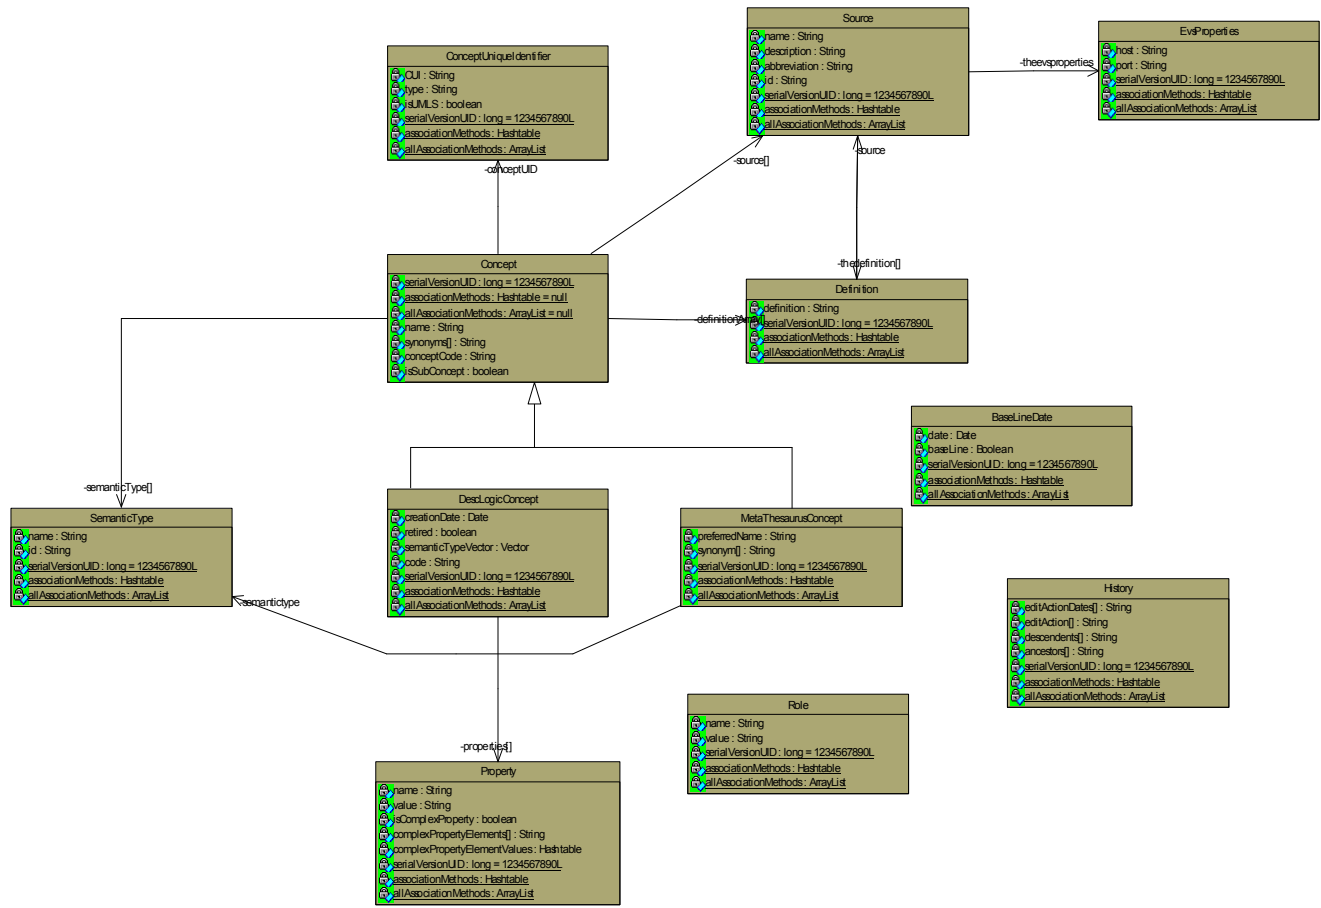 Source
name : String
description : String
abbreviation : String
id : String
serialVersionUID : long = 1234567890L
associationMethods : Hashtable
allAssociationMethods : ArrayList
EvsProperties
host : String
port : String
serialVersionUID : long = 1234567890L
associationMethods : Hashtable
allAssociationMethods : ArrayList
-theevsproperties
ConceptUniqueIdentifier
CUI : String
type : String
isUMLS : boolean
serialVersionUID : long = 1234567890L
associationMethods : Hashtable
allAssociationMethods : ArrayList
-conceptUID
-source[]
-source
-thedefinition[]
Concept
serialVersionUID : long = 1234567890L
associationMethods : Hashtable = null
allAssociationMethods : ArrayList = null
name : String
synonyms[] : String
conceptCode : String
isSubConcept : boolean
-definitionArray[]
Definition
definition : String
serialVersionUID : long = 1234567890L
associationMethods : Hashtable
allAssociationMethods : ArrayList
BaseLineDate
date : Date
baseLine : Boolean
serialVersionUID : long = 1234567890L
associationMethods : Hashtable
allAssociationMethods : ArrayList
-semanticType[]
SemanticType
name : String
id : String
serialVersionUID : long = 1234567890L
associationMethods : Hashtable
allAssociationMethods : ArrayList
-semantictype
DescLogicConcept
creationDate : Date
retired : boolean
semanticTypeVector : Vector
code : String
serialVersionUID : long = 1234567890L
associationMethods : Hashtable
allAssociationMethods : ArrayList
MetaThesaurusConcept
preferredName : String
synonym[] : String
serialVersionUID : long = 1234567890L
associationMethods : Hashtable
allAssociationMethods : ArrayList
History
editActionDates[] : String
editAction[] : String
descendents[] : String
ancestors[] : String
serialVersionUID : long = 1234567890L
associationMethods : Hashtable
allAssociationMethods : ArrayList
Role
name : String
value : String
serialVersionUID : long = 1234567890L
associationMethods : Hashtable
allAssociationMethods : ArrayList
-properties[]
Property
name : String
value : String
isComplexProperty : boolean
complexPropertyElements[] : String
complexPropertyElementValues : Hashtable
serialVersionUID : long = 1234567890L
associationMethods : Hashtable
allAssociationMethods : ArrayList